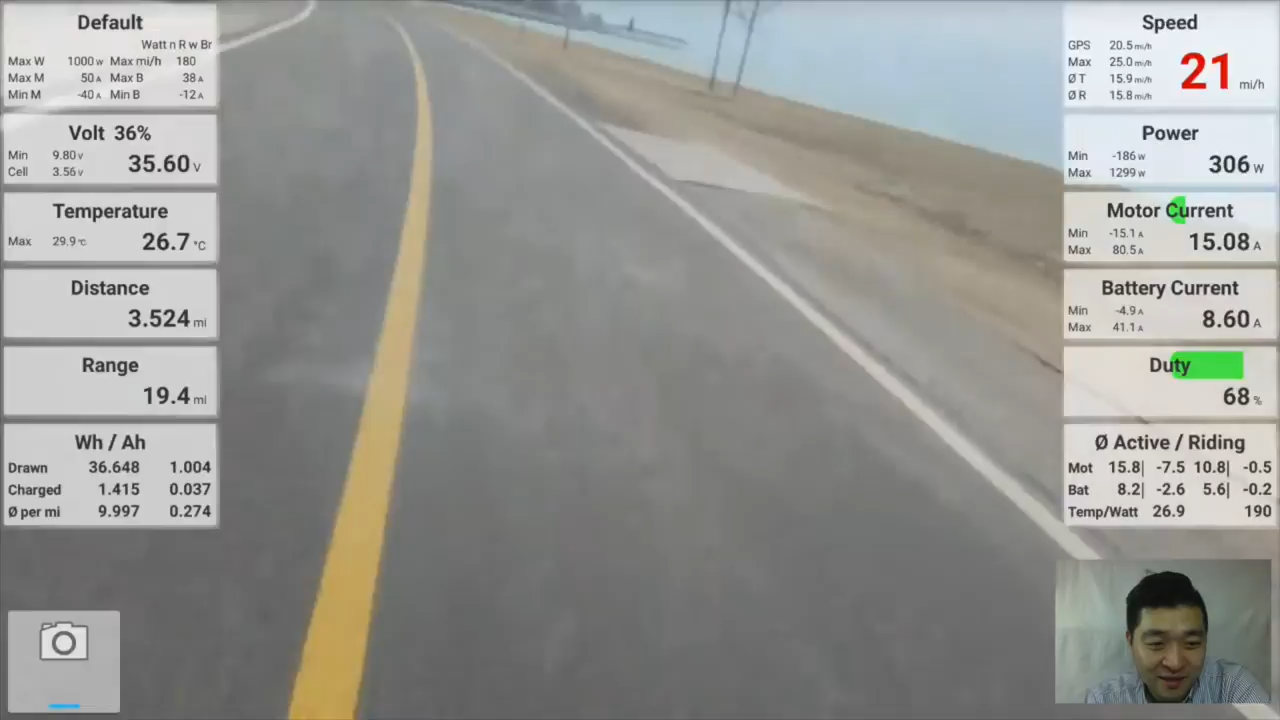 Default
Watt n R w Br
Max W 1000 W Max mi/h 180
Max M 50 A Max B 38 A
Min M -40 A Min B -12 A
Volt 36%
Min 9.80 V
Cell 3.56 V
35.60 V
Temperature
Max 29.9 °C
26.7 °C
Distance
3.524 mi
Range
19.4 mi
Wh / Ah
Drawn 36.648 1.004
Charged 1.415 0.037
Ø per mi 9.997 0.274
Speed
GPS 20.5 mi/h
Max 25.0 mi/h
Ø T 15.9 mi/h
Ø R 15.8 mi/h
21 mi/h
Power
Min -186 W
Max 1299 W
306 W
Motor Current
Min -15.1 A
Max 80.5 A
15.08 A
Battery Current
Min -4.9 A
Max 41.1 A
8.60 A
Duty
68 %
Ø Active / Riding
Mot 15.8| -7.5 10.8| -0.5
Bat 8.2| -2.6 5.6| -0.2
Temp/Watt 26.9 190